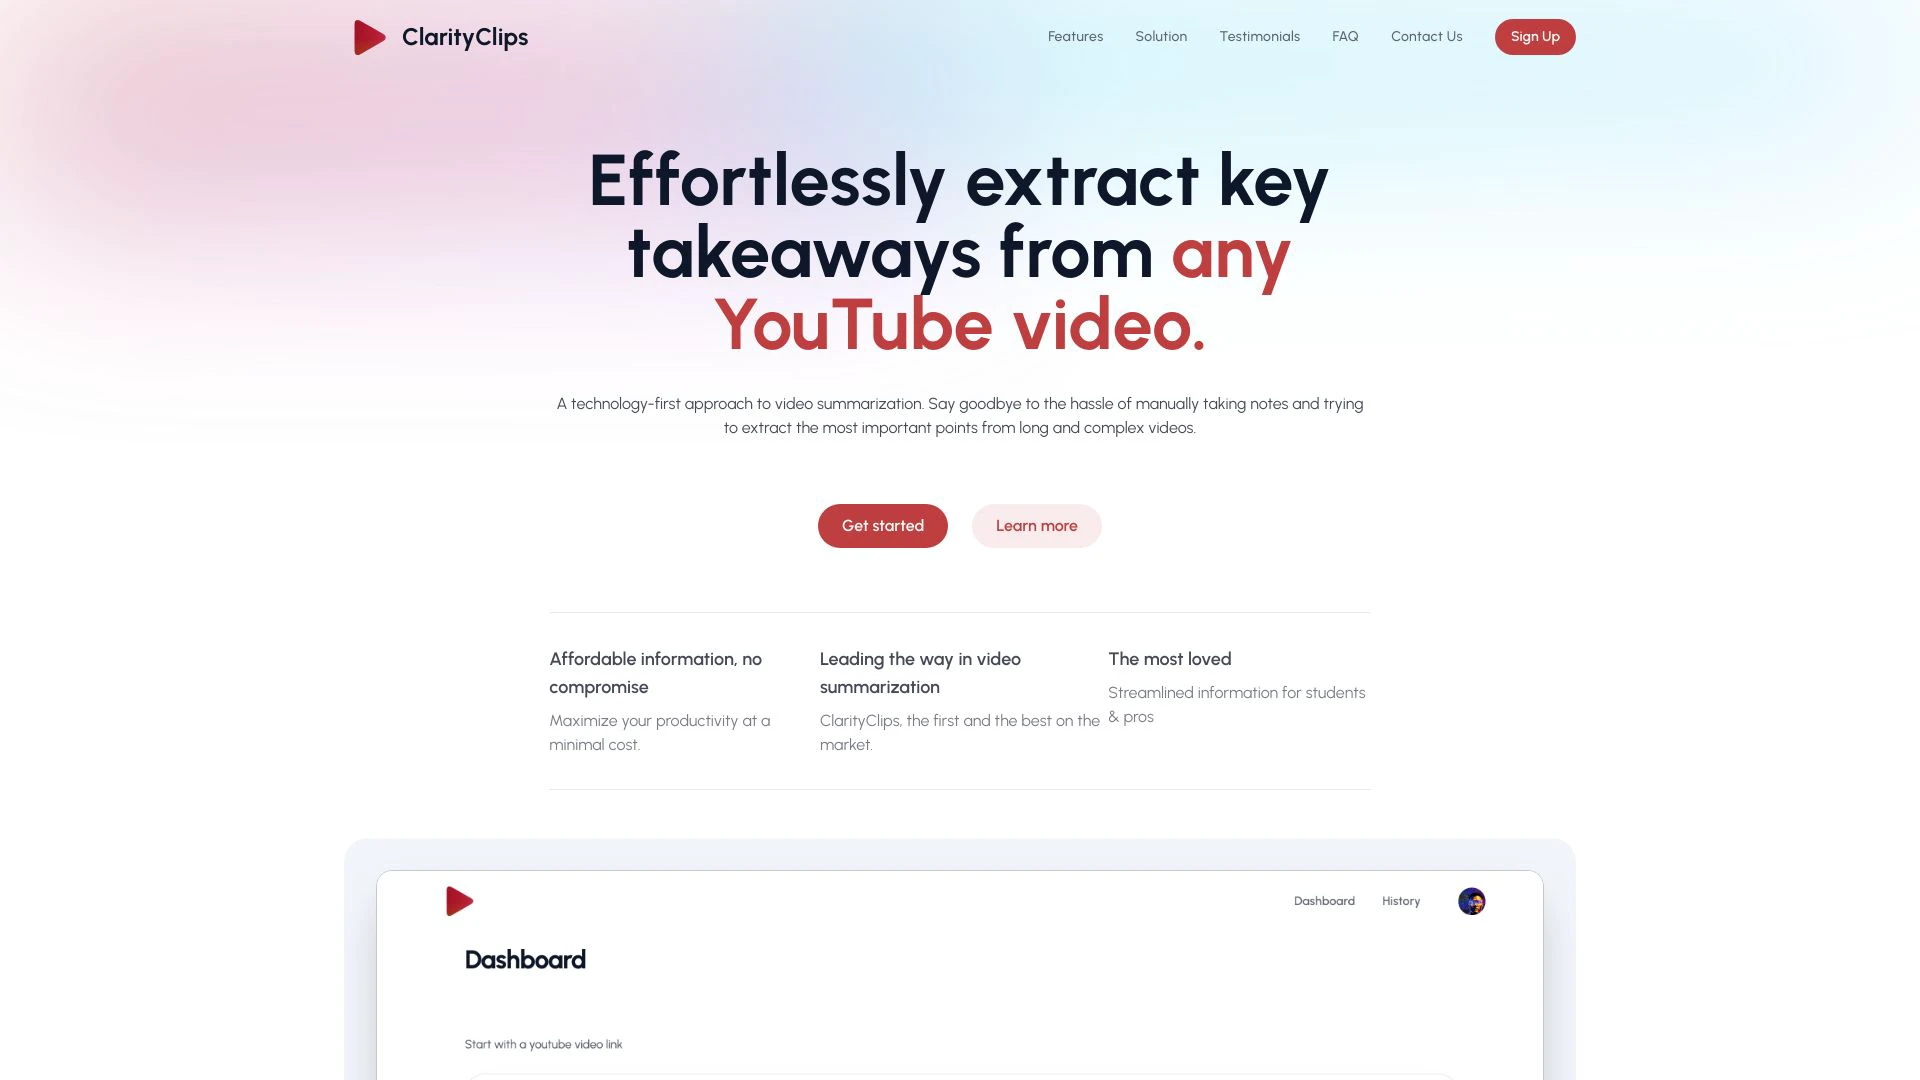 ClarityClips
Features
Solution
Testimonials
FAQ
Contact Us
Sign Up
Effortlessly extract key
takeaways from any
YouTube video.
A technology-first approach to video summarization. Say goodbye to the hassle of manually taking notes and trying
to extract the most important points from long and complex videos.
Get started
Learn more
Affordable information, no
compromise
Maximize your productivity at a
minimal cost.
Leading the way in video
summarization
ClarityClips, the first and the best on the
market.
The most loved
Streamlined information for students
& pros
Dashboard
History
Dashboard
Start with a youtube video link